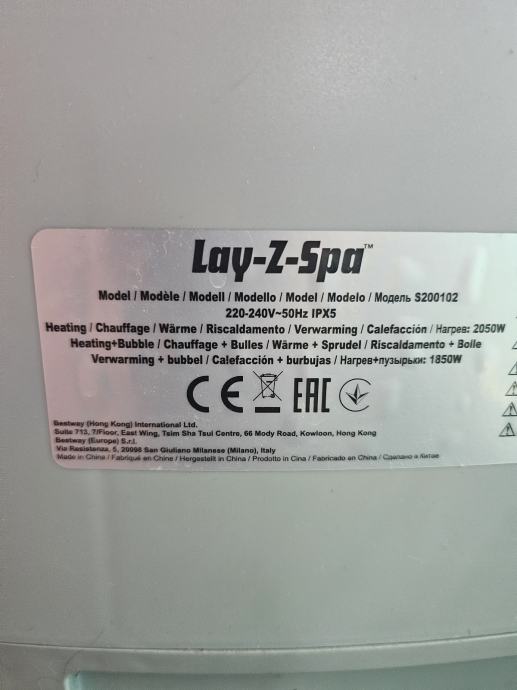 Lay-Z-Spa™
Model / Modèle / Modell / Modello / Model / Modelo / Модель S200102
220-240V~50Hz IPX5
Heating / Chauffage / Wärme / Riscaldamento / Verwarming / Calefacción / Нагрев: 2050W
Heating+Bubble / Chauffage + Bulles / Wärme + Sprudel / Riscaldamento + Bolle
Verwarming + bubbel / Calefacción + burbujas / Нагрев+пузырьки: 1850W
CE EAC
Bestway (Hong Kong) International Ltd.
Suite 713, 7/Floor, East Wing, Tsim Sha Tsui Centre, 66 Mody Road, Kowloon, Hong Kong
Bestway (Europe) S.r.l.
Via Resistenza, 5, 20098 San Giuliano Milanese (Milano), Italy
Made in China / Fabriqué en Chine / Hergestellt in China / Prodotto in Cina / Fabricado en China / Сделано в Китае